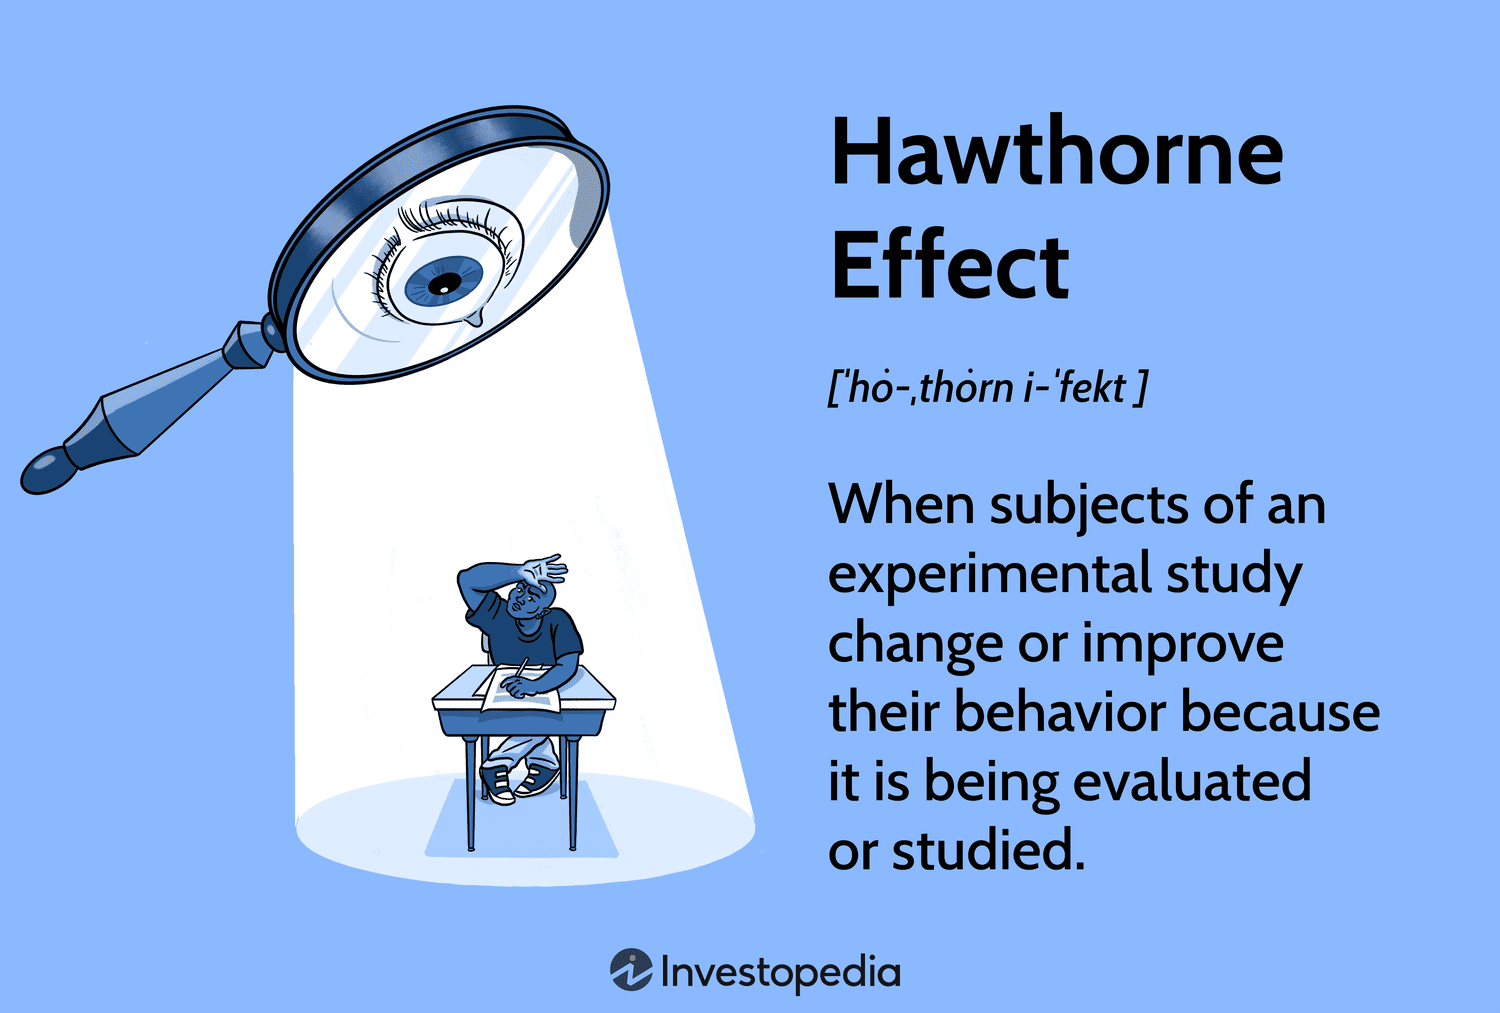 Hawthorne
Effect
[ˈhȯ-ˌthȯrn i-ˈfekt ]
When subjects of an
experimental study
change or improve
their behavior because
it is being evaluated
or studied.
Investopedia